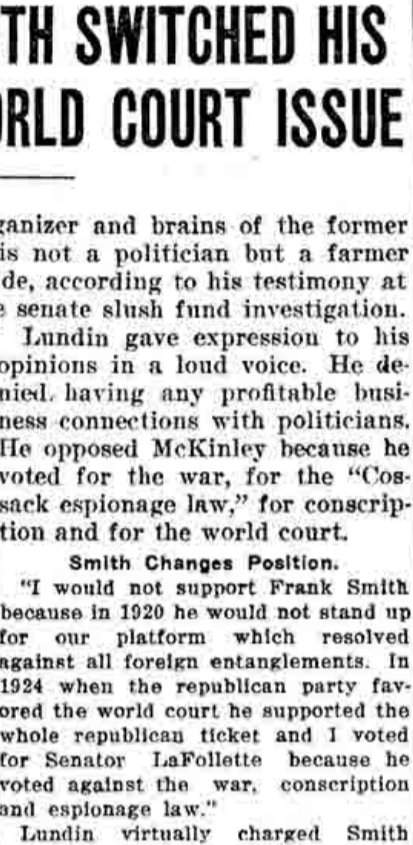 TH SWITCHED HIS
ORLD COURT ISSUE
ganizer and brains of the former
is not a politician but a farmer
de, according to his testimony at
e senate slush fund investigation.
Lundin gave expression to his
opinions in a loud voice. He de-
nied having any profitable busi-
ness connections with politicians.
He opposed McKinley because he
voted for the war, for the "Cos-
sack espionage law," for conscrip-
tion and for the world court.
Smith Changes Position.
"I would not support Frank Smith
because in 1920 he would not stand up
for our platform which resolved
against all foreign entanglements. In
1924 when the republican party fav-
ored the world court he supported the
whole republican ticket and I voted
for Senator LaFollette because he
voted against the war, conscription
and espionage law."
Lundin virtually charged Smith